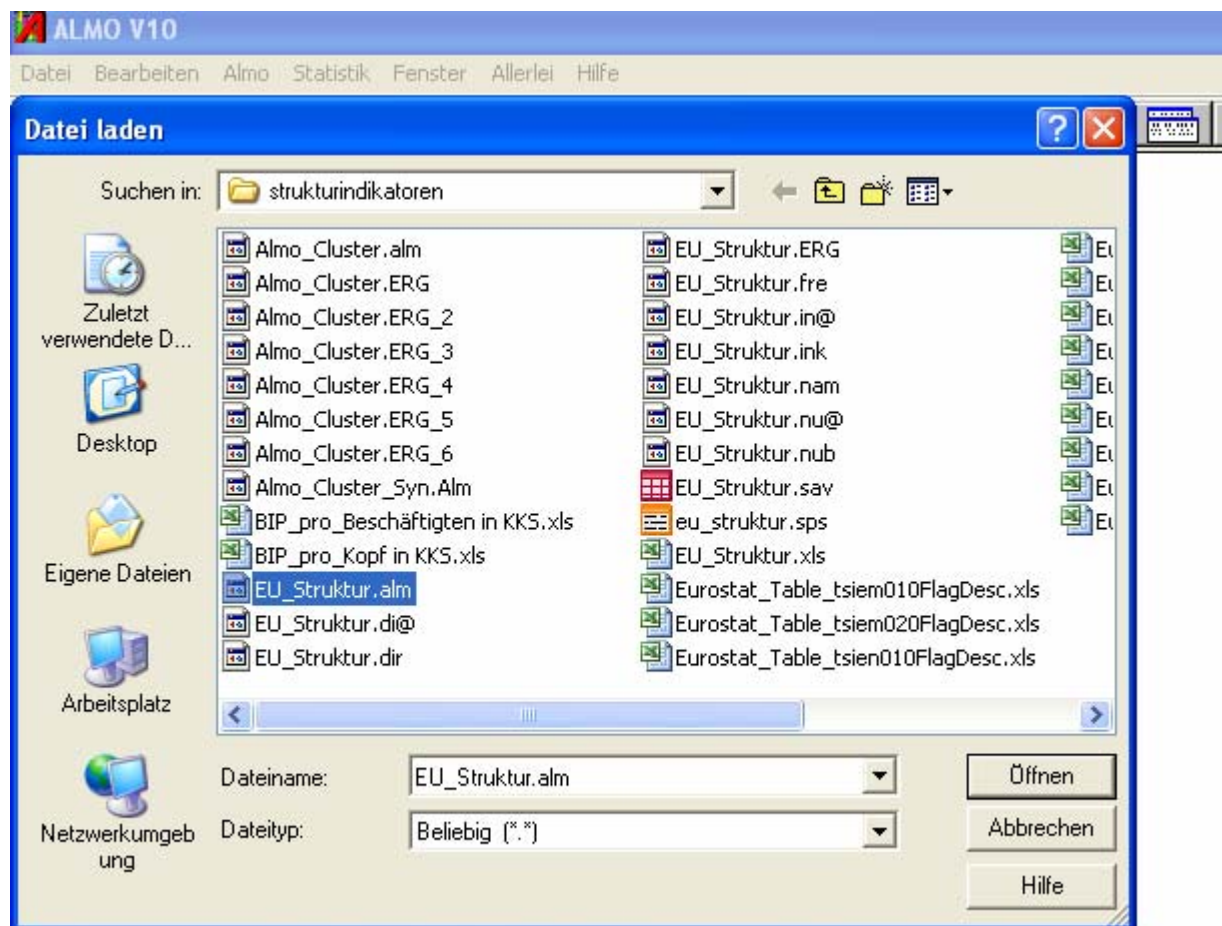 ALMO V10
Datei Bearbeiten Almo Statistik Fenster Allerlei Hilfe
Datei laden
Suchen in: strukturindikatoren
Zuletzt
verwendete D...
Desktop
Eigene Dateien
Arbeitsplatz
Netzwerkumgeb
ung
Almo_Cluster.alm
Almo_Cluster.ERG
Almo_Cluster.ERG_2
Almo_Cluster.ERG_3
Almo_Cluster.ERG_4
Almo_Cluster.ERG_5
Almo_Cluster.ERG_6
Almo_Cluster_Syn.Alm
BIP_pro_Beschäftigten in KKS.xls
BIP_pro_Kopf in KKS.xls
EU_Struktur.alm
EU_Struktur.di@
EU_Struktur.dir
EU_Struktur.ERG
EU_Struktur.fre
EU_Struktur.in@
EU_Struktur.ink
EU_Struktur.nam
EU_Struktur.nu@
EU_Struktur.nub
EU_Struktur.sav
eu_struktur.sps
EU_Struktur.xls
Eurostat_Table_tsiem010FlagDesc.xls
Eurostat_Table_tsiem020FlagDesc.xls
Eurostat_Table_tsien010FlagDesc.xls
Dateiname: EU_Struktur.alm
Öffnen
Dateityp: Beliebig (*.*)
Abbrechen
Hilfe